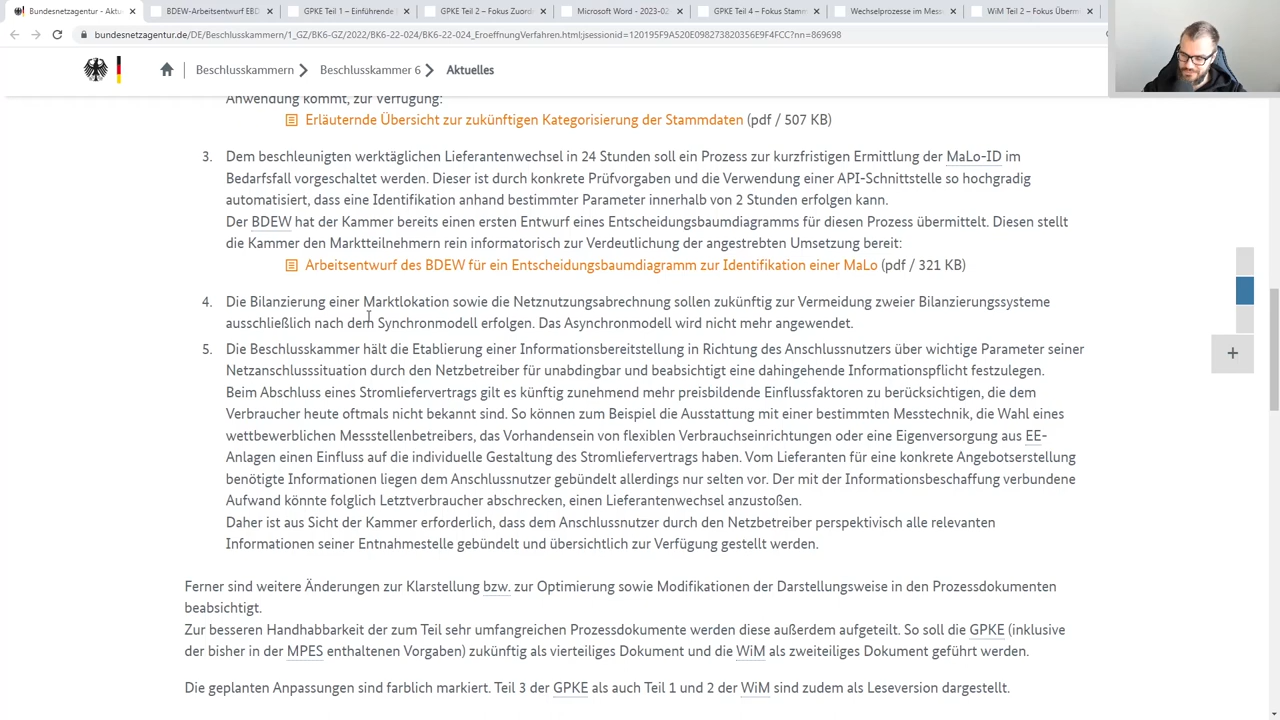 Bundesnetzagentur - Aktu
BDEW-Arbeitsentwurf EBD
GPKE Teil 1 – Einführende
GPKE Teil 2 – Fokus Zuord
Microsoft Word - 2023-02
GPKE Teil 4 – Fokus Stamm
Wechselprozesse im Mess
WiM Teil 2 – Fokus Überm
bundesnetzagentur.de/DE/Beschlusskammern/1_GZ/BK6-GZ/2022/BK6-22-024/BK6-22-024_EroeffnungVerfahren.html;jsessionid=120195F9A520E098273820356E9F4FCC?nn=869698
Beschlusskammern
Beschlusskammer 6
Aktuelles
Anwendung kommt, zur Verfügung:
Erläuternde Übersicht zur zukünftigen Kategorisierung der Stammdaten (pdf / 507 KB)
3. Dem beschleunigten werktäglichen Lieferantenwechsel in 24 Stunden soll ein Prozess zur kurzfristigen Ermittlung der MaLo-ID im
Bedarfsfall vorgeschaltet werden. Dieser ist durch konkrete Prüfvorgaben und die Verwendung einer API-Schnittstelle so hochgradig
automatisiert, dass eine Identifikation anhand bestimmter Parameter innerhalb von 2 Stunden erfolgen kann.
Der BDEW hat der Kammer bereits einen ersten Entwurf eines Entscheidungsbaumdiagramms für diesen Prozess übermittelt. Diesen stellt
die Kammer den Marktteilnehmern rein informatorisch zur Verdeutlichung der angestrebten Umsetzung bereit:
Arbeitsentwurf des BDEW für ein Entscheidungsbaumdiagramm zur Identifikation einer MaLo (pdf / 321 KB)
4. Die Bilanzierung einer Marktlokation sowie die Netznutzungsabrechnung sollen zukünftig zur Vermeidung zweier Bilanzierungssysteme
ausschließlich nach dem Synchronmodell erfolgen. Das Asynchronmodell wird nicht mehr angewendet.
5. Die Beschlusskammer hält die Etablierung einer Informationsbereitstellung in Richtung des Anschlussnutzers über wichtige Parameter seiner
Netzanschlusssituation durch den Netzbetreiber für unabdingbar und beabsichtigt eine dahingehende Informationspflicht festzulegen.
Beim Abschluss eines Stromliefervertrags gilt es künftig zunehmend mehr preisbildende Einflussfaktoren zu berücksichtigen, die dem
Verbraucher heute oftmals nicht bekannt sind. So können zum Beispiel die Ausstattung mit einer bestimmten Messtechnik, die Wahl eines
wettbewerblichen Messstellenbetreibers, das Vorhandensein von flexiblen Verbrauchseinrichtungen oder eine Eigenversorgung aus EE-
Anlagen einen Einfluss auf die individuelle Gestaltung des Stromliefervertrags haben. Vom Lieferanten für eine konkrete Angebotserstellung
benötigte Informationen liegen dem Anschlussnutzer gebündelt allerdings nur selten vor. Der mit der Informationsbeschaffung verbundene
Aufwand könnte folglich Letztverbraucher abschrecken, einen Lieferantenwechsel anzustoßen.
Daher ist aus Sicht der Kammer erforderlich, dass dem Anschlussnutzer durch den Netzbetreiber perspektivisch alle relevanten
Informationen seiner Entnahmestelle gebündelt und übersichtlich zur Verfügung gestellt werden.
Ferner sind weitere Änderungen zur Klarstellung bzw. zur Optimierung sowie Modifikationen der Darstellungsweise in den Prozessdokumenten
beabsichtigt.
Zur besseren Handhabbarkeit der zum Teil sehr umfangreichen Prozessdokumente werden diese außerdem aufgeteilt. So soll die GPKE (inklusive
der bisher in der MPES enthaltenen Vorgaben) zukünftig als vierteiliges Dokument und die WiM als zweiteiliges Dokument geführt werden.
Die geplanten Anpassungen sind farblich markiert. Teil 3 der GPKE als auch Teil 1 und 2 der WiM sind zudem als Leseversion dargestellt.